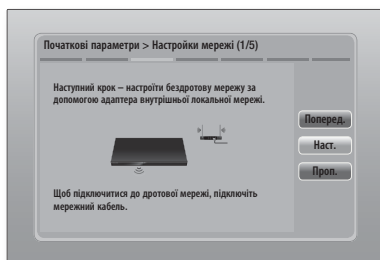 Початкові параметри > Настройки мережі (1/5)
Наступний крок – настроїти бездротову мережу за
допомогою адаптера внутрішньої локальної мережі.
Поперед.
Наст.
Проп.
Щоб підключитися до дротової мережі, підключіть
мережний кабель.